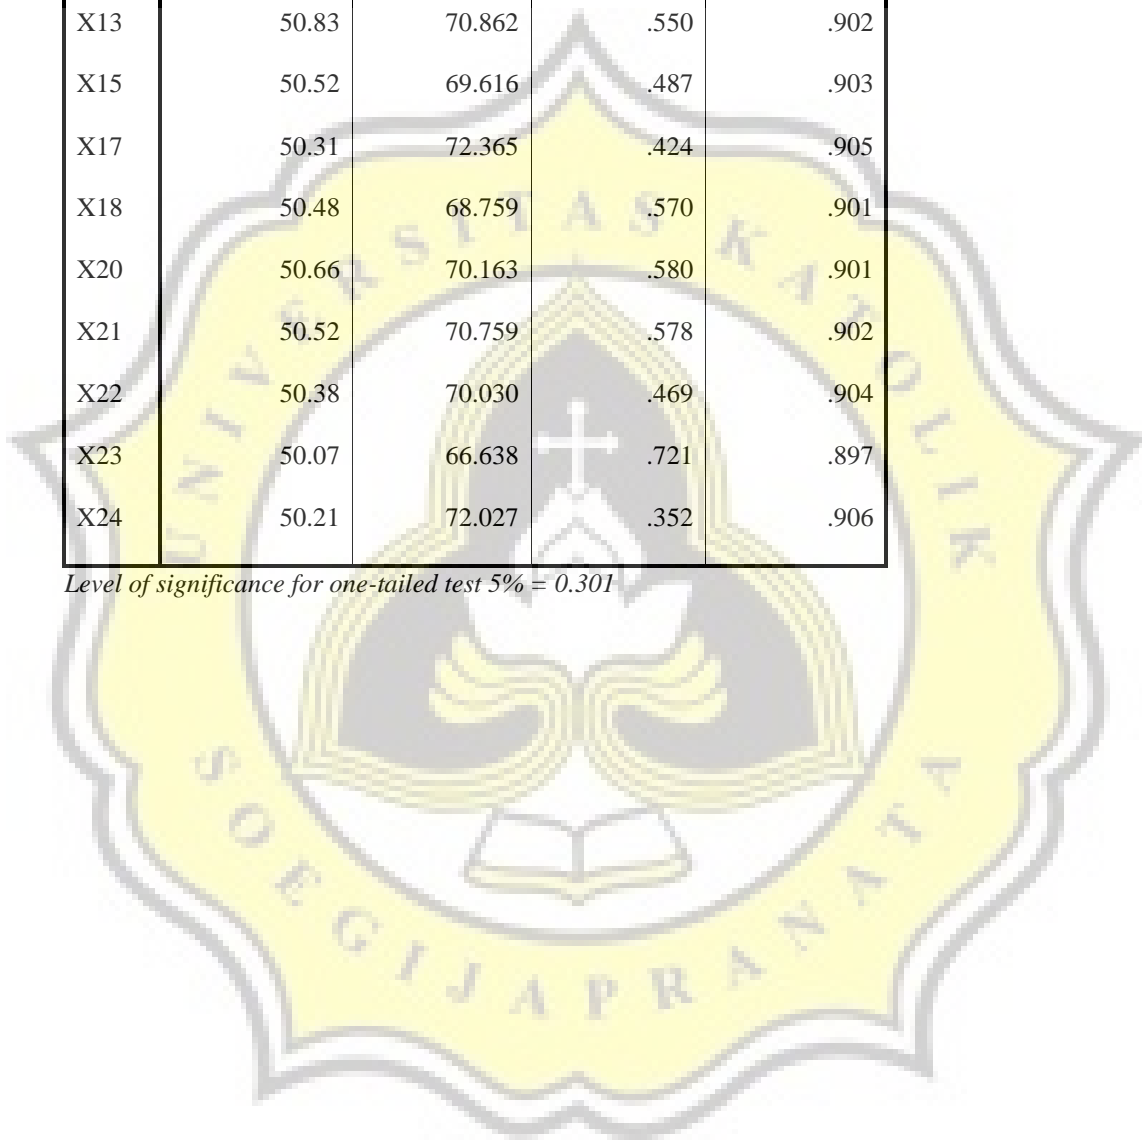 X13 50.83 70.862 .550 .902
X15 50.52 69.616 .487 .903
X17 50.31 72.365 .424 .905
X18 50.48 68.759 .570 .901
X20 50.66 70.163 .580 .901
X21 50.52 70.759 .578 .902
X22 50.38 70.030 .469 .904
X23 50.07 66.638 .721 .897
X24 50.21 72.027 .352 .906
Level of significance for one-tailed test 5% = 0.301
UNIVERSITAS KATOLIK
SOEGIJAPRANATA